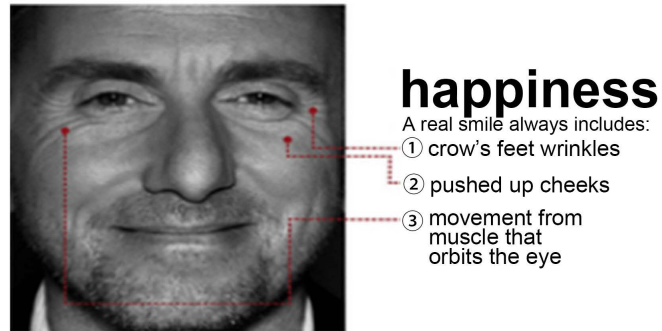 happiness
A real smile always includes:
① crow's feet wrinkles
② pushed up cheeks
③ movement from
muscle that
orbits the eye